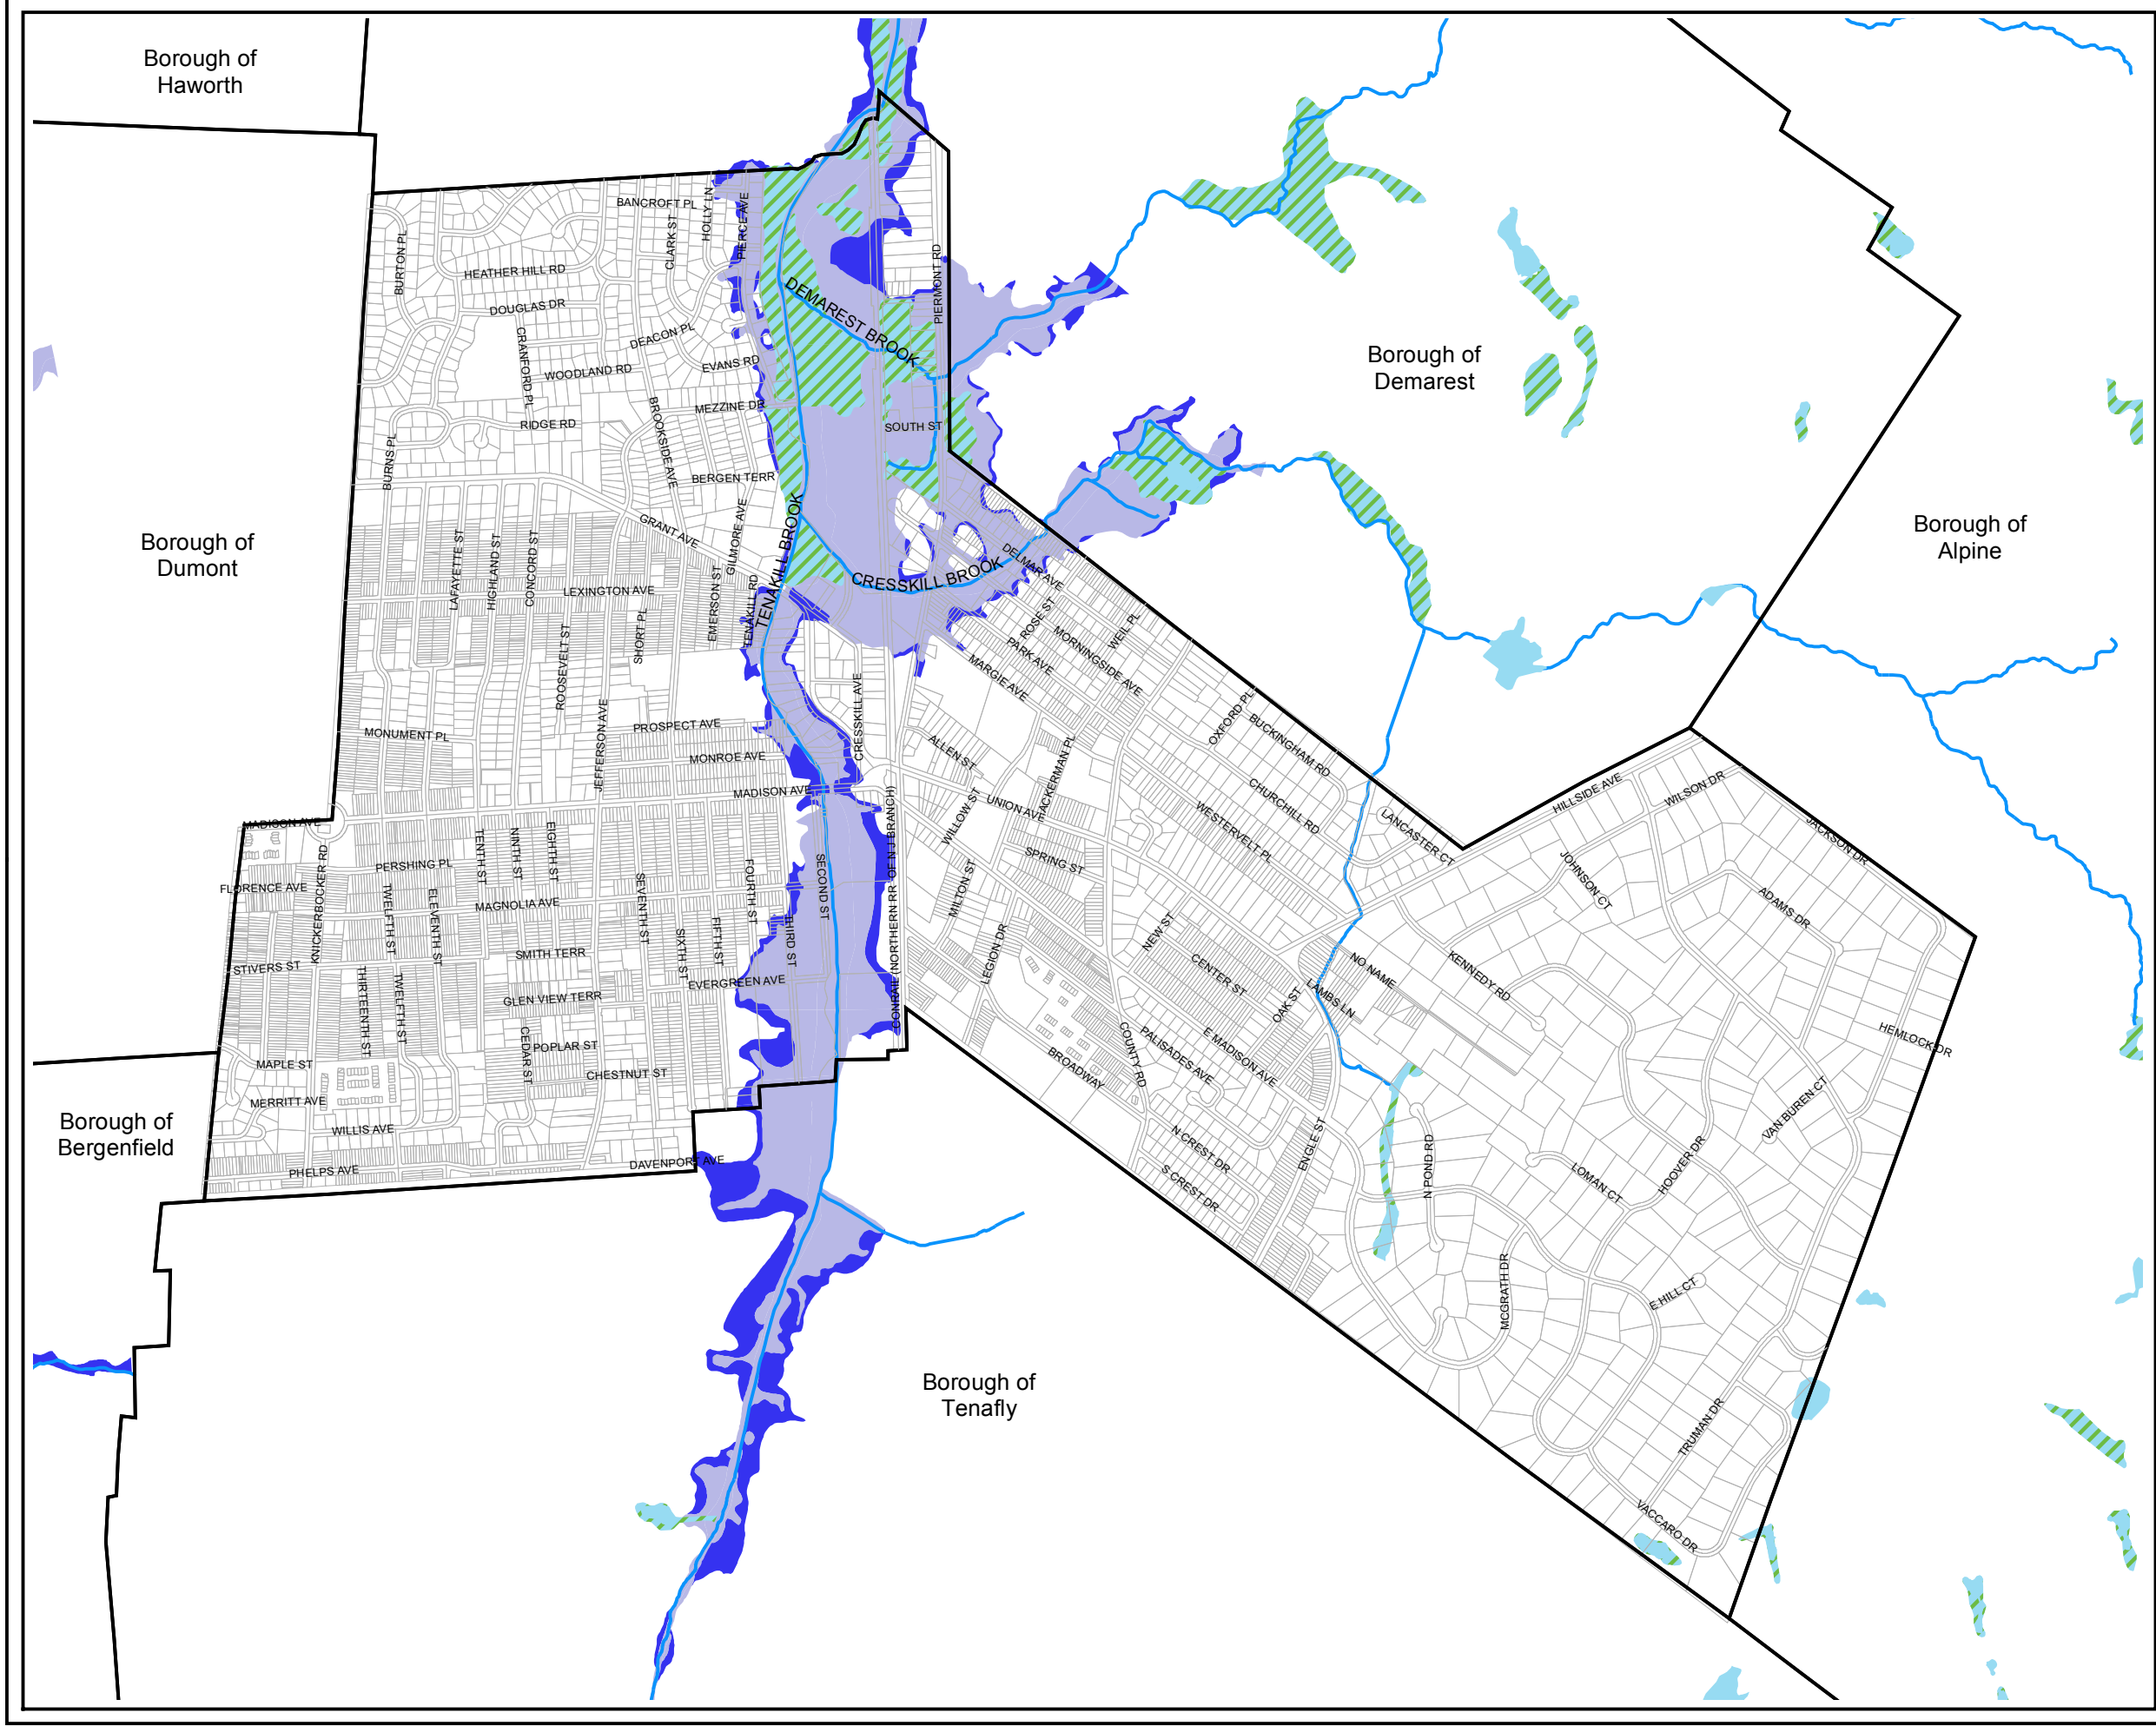 Borough of
Haworth
BANCROFT PL
HOLLY LN
CLARK ST
PIERCE AVE
BURTON PL
HEATHER HILL RD
DOUGLAS DR
PIERMONT RD
DEMAREST BROOK
CRANFORD PL
DEACON PL
EVANS RD
WOODLAND RD
Borough of
Demarest
BROOKSIDE AVE
MEZZINE DR
RIDGE RD
SOUTH ST
BURNS PL
BERGEN TERR
GRANT AVE
GILMORE AVE
TENAKILL BROOK
Borough of
Dumont
Borough of
Alpine
LAFAYETTE ST
HIGHLAND ST
CONCORD ST
LEXINGTON AVE
EMERSON ST
TENAKILL RD
CRESSKILL BROOK
DELMAR AVE
ROOSEVELT ST
SHORT PL
ROSE ST
WEIL PL
PARK AVE
MORNINGSIDE AVE
MARGIE AVE
MONUMENT PL
JEFFERSON AVE
PROSPECT AVE
MONROE AVE
CRESSKILL AVE
ALLEN ST
HACKERMAN PL
OXFORD PL
BUCKINGHAM RD
MADISON AVE
MADISON AVE
CONRAIL (NORTHERN RR OF N J BRANCH)
WILLOW ST
UNION AVE
CHURCHILL RD
WESTERVELT PL
LANCASTER CT
HILLSIDE AVE
WILSON DR
JACKSON DR
KNICKERBOCKER RD
PERSHING PL
TENTH ST
NINTH ST
EIGHTH ST
FOURTH ST
SECOND ST
SPRING ST
MILTON ST
JOHNSON CT
ADAMS DR
FLORENCE AVE
TWELFTH ST
ELEVENTH ST
MAGNOLIA AVE
SEVENTH ST
SIXTH ST
FIFTH ST
THIRD ST
LEGION DR
NEW ST
STIVERS ST
SMITH TERR
EVERGREEN AVE
CENTER ST
NO NAME
KENNEDY RD
THIRTENTH ST
TWELFTH ST
GLEN VIEW TERR
OAK ST
LAMBS LN
HEMLOCK DR
MAPLE ST
CEDAR ST
POPLAR ST
CHESTNUT ST
BROADWAY
COUNTY RD
PALISADES AVE
E MADISON AVE
MERRITT AVE
Borough of
Bergenfield
WILLIS AVE
N CREST DR
ENGLE ST
N POND RD
VAN BUREN CT
PHELPS AVE
DAVENPORT AVE
S CREST DR
LOMAN CT
HOOVER DR
MCGRATH DR
E HILL CT
Borough of
Tenafly
TRUMAN DR
VACCARO DR